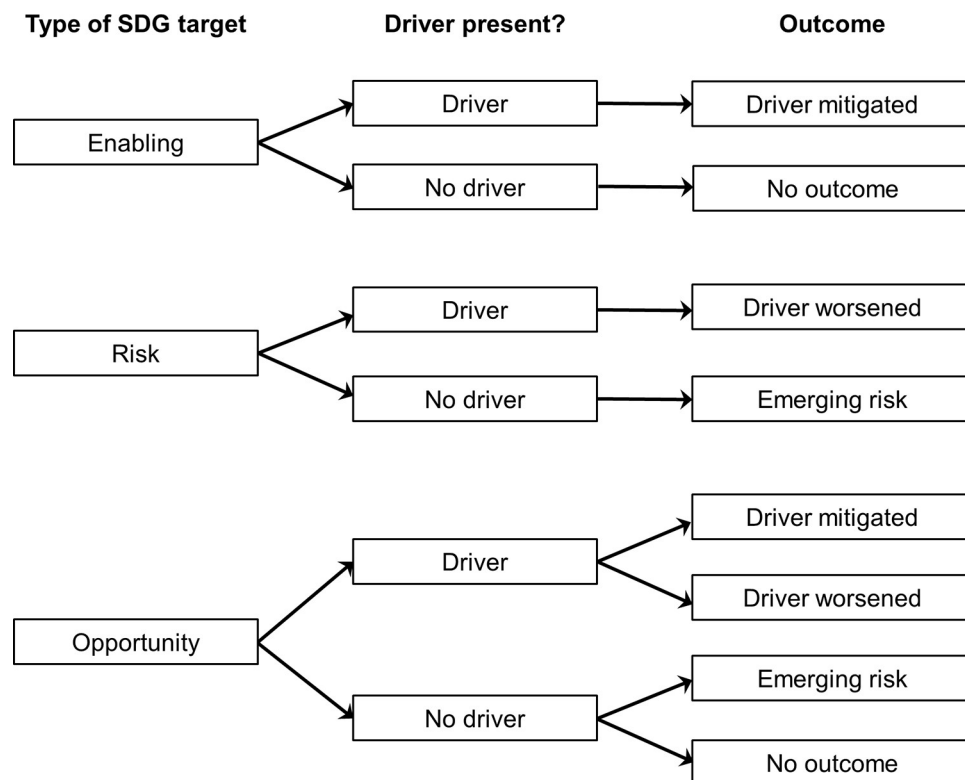 Type of SDG target Driver present? Outcome
Driver Driver mitigated
Enabling
No driver No outcome
Driver Driver worsened
Risk
No driver Emerging risk
Driver mitigated
Driver
Driver worsened
Opportunity
Emerging risk
No driver
No outcome